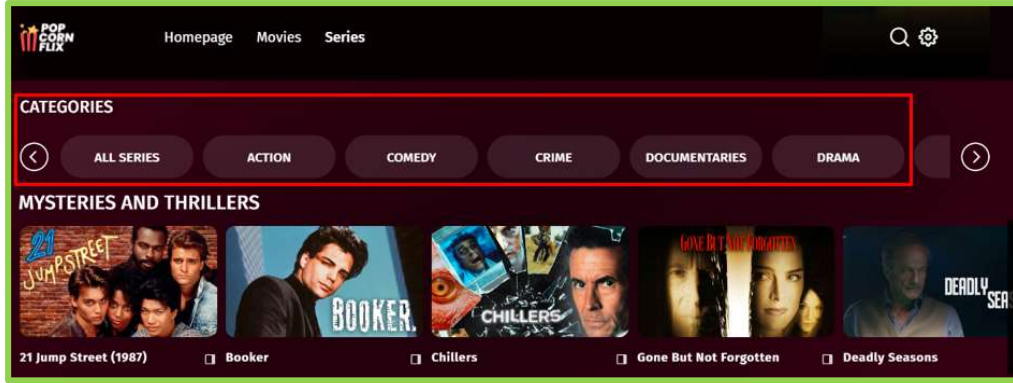 POP
CORN
FLIX
Homepage Movies Series
CATEGORIES
ALL SERIES ACTION COMEDY CRIME DOCUMENTARIES DRAMA
MYSTERIES AND THRILLERS
21
JUMP STREET
BOOKER.
CHILLERS
GONE BUT NOT FORGOTTEN
DEADLY
SEAS
21 Jump Street (1987) Booker Chillers Gone But Not Forgotten Deadly Seasons